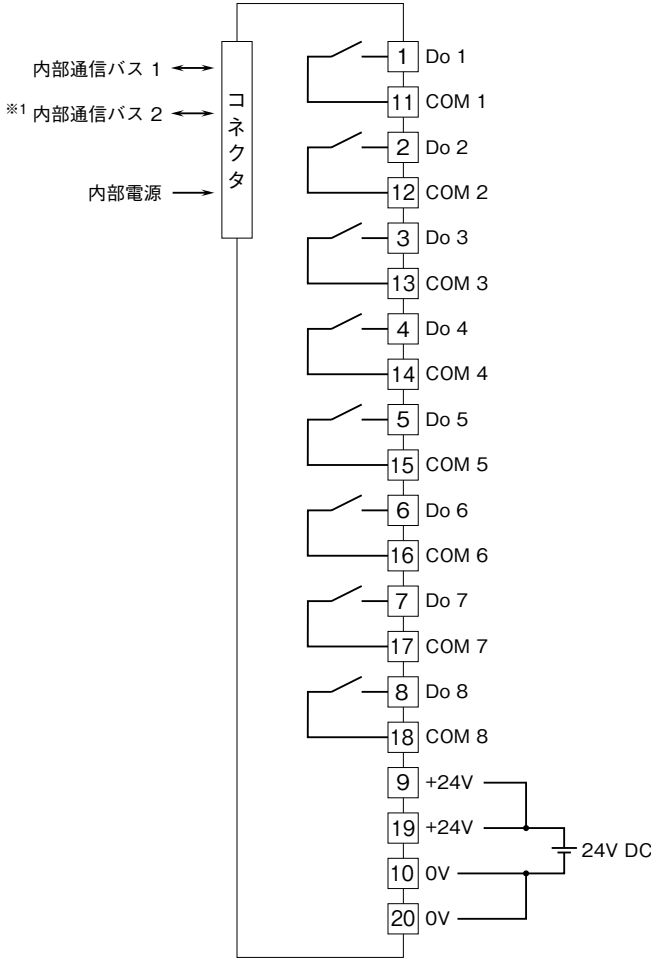 内部通信バス 1
※1 内部通信バス 2
内部電源
コネクタ
1 Do 1
11 COM 1
2 Do 2
12 COM 2
3 Do 3
13 COM 3
4 Do 4
14 COM 4
5 Do 5
15 COM 5
6 Do 6
16 COM 6
7 Do 7
17 COM 7
8 Do 8
18 COM 8
9 +24V
19 +24V
24V DC
10 0V
20 0V